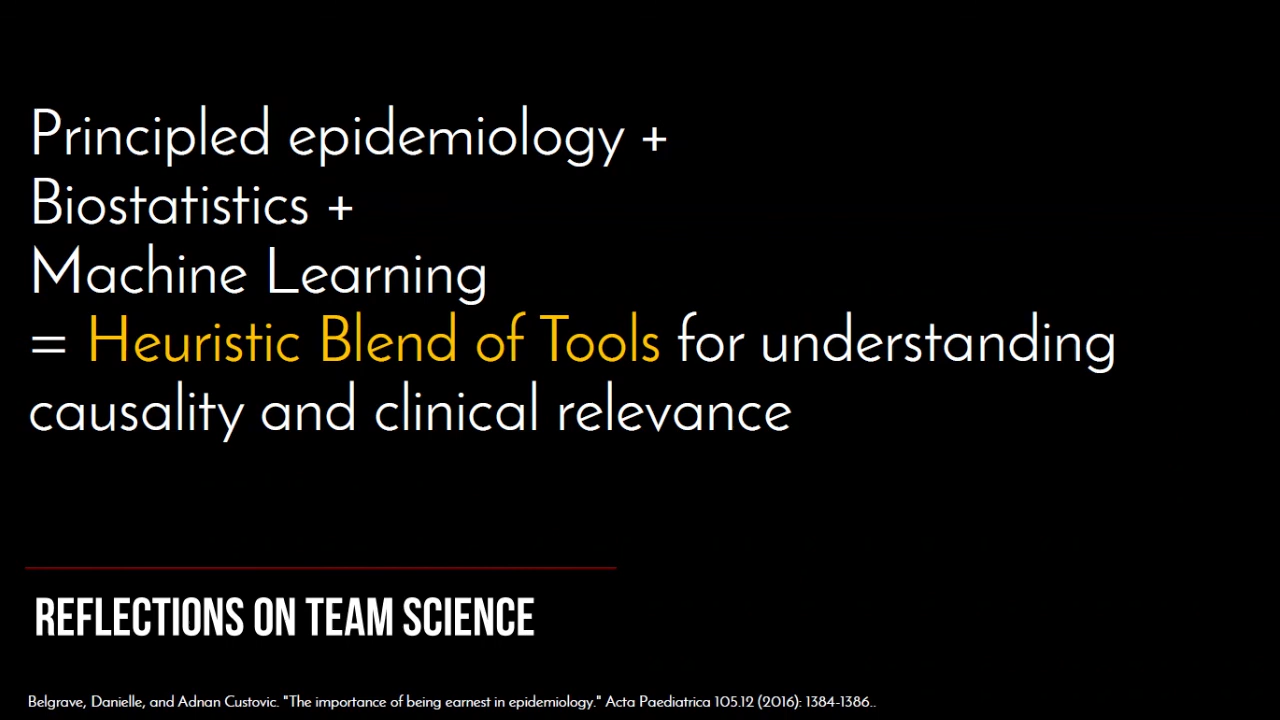 Principled epidemiology +
Biostatistics +
Machine Learning
= Heuristic Blend of Tools for understanding
causality and clinical relevance
REFLECTIONS ON TEAM SCIENCE
Belgrave, Danielle, and Adnan Custovic. "The importance of being earnest in epidemiology." Acta Paediatrica 105.12 (2016): 1384-1386..